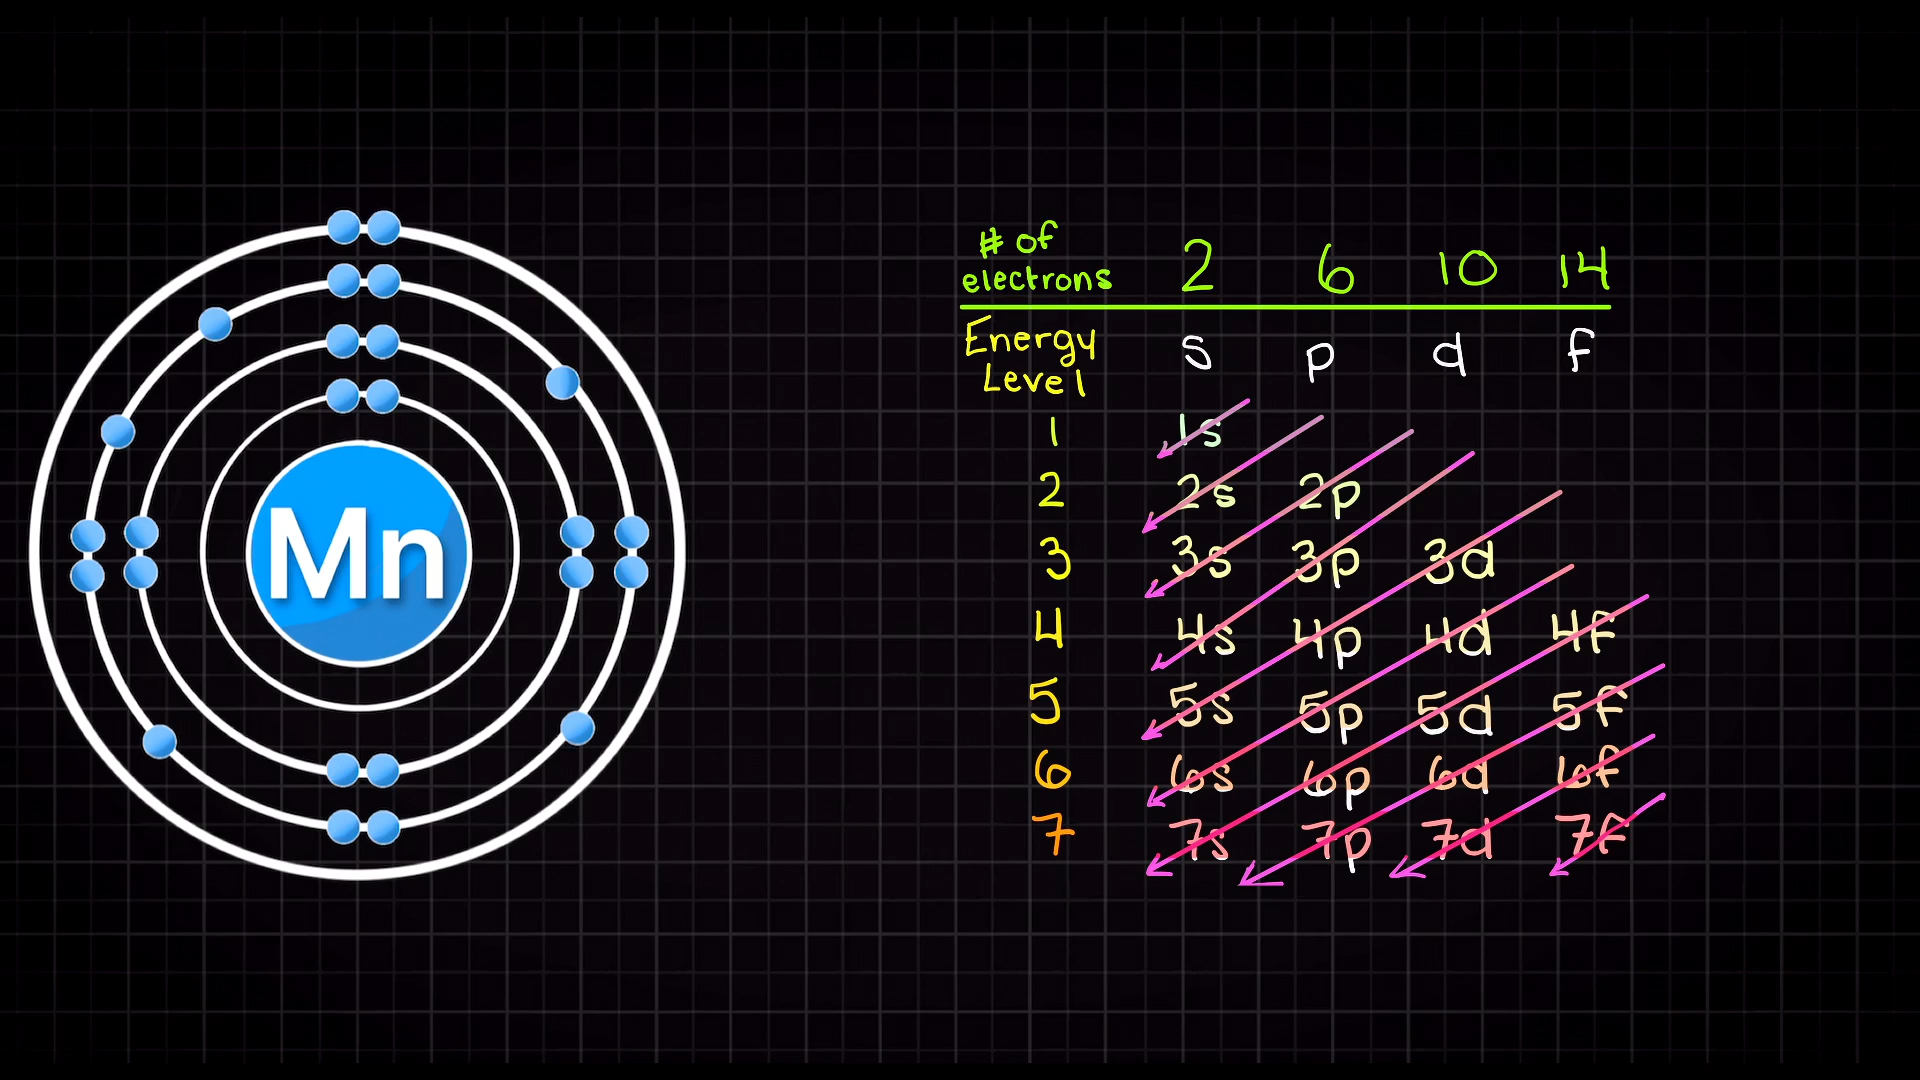 Mn
# of
electrons 2 6 10 14
Energy
Level s p d f
1 1s
2 2s 2p
3 3s 3p 3d
4 4s 4p 4d 4f
5 5s 5p 5d 5f
6 6s 6p 6d 6f
7 7s 7p 7d 7f